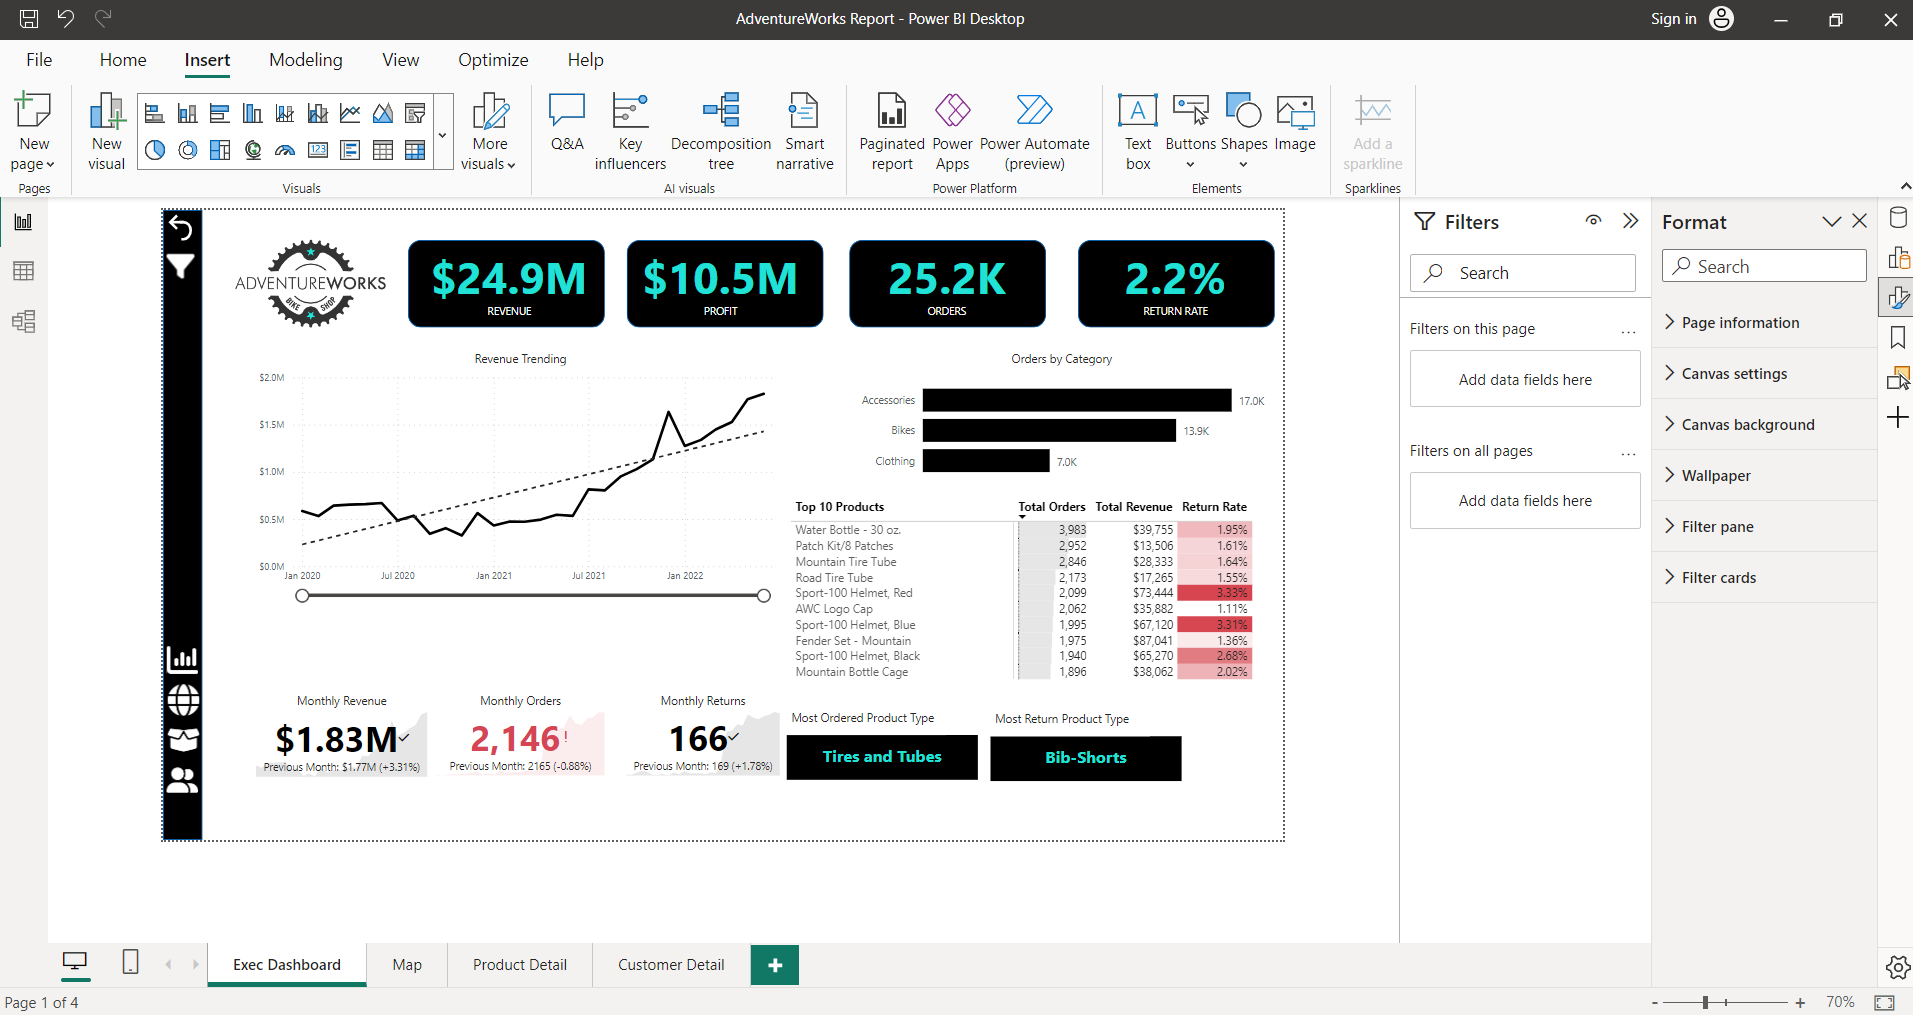 AdventureWorks Report - Power BI Desktop
Sign in
File Home Insert Modeling View Optimize Help
New page
Pages
New visual
Visuals
More visuals
Q&A
Key influencers
Decomposition tree
Smart narrative
AI visuals
Paginated report
Power Apps
Power Automate (preview)
Power Platform
Text box
Buttons
Shapes
Image
Elements
Add a sparkline
Sparklines
ADVENTUREWORKS
BIKE SHOP
$24.9M
REVENUE
$10.5M
PROFIT
25.2K
ORDERS
2.2%
RETURN RATE
Revenue Trending
$2.0M
$1.5M
$1.0M
$0.5M
$0.0M
Jan 2020 Jul 2020 Jan 2021 Jul 2021 Jan 2022
Orders by Category
Accessories 17.0K
Bikes 13.9K
Clothing 7.0K
Top 10 Products Total Orders Total Revenue Return Rate
Water Bottle - 30 oz. 3,983 $39,755 1.95%
Patch Kit/8 Patches 2,952 $13,506 1.61%
Mountain Tire Tube 2,846 $28,333 1.64%
Road Tire Tube 2,173 $17,265 1.55%
Sport-100 Helmet, Red 2,099 $73,444 3.33%
AWC Logo Cap 2,062 $35,882 1.11%
Sport-100 Helmet, Blue 1,995 $67,120 3.31%
Fender Set - Mountain 1,975 $87,041 1.36%
Sport-100 Helmet, Black 1,940 $65,270 2.68%
Mountain Bottle Cage 1,896 $38,062 2.02%
Monthly Revenue
$1.83M
Previous Month: $1.77M (+3.31%)
Monthly Orders
2,146!
Previous Month: 2165 (-0.88%)
Monthly Returns
166
Previous Month: 169 (+1.78%)
Most Ordered Product Type
Tires and Tubes
Most Return Product Type
Bib-Shorts
Filters
Search
Filters on this page ...
Add data fields here
Filters on all pages ...
Add data fields here
Format
Search
Page information
Canvas settings
Canvas background
Wallpaper
Filter pane
Filter cards
Exec Dashboard Map Product Detail Customer Detail +
Page 1 of 4
- + 70%